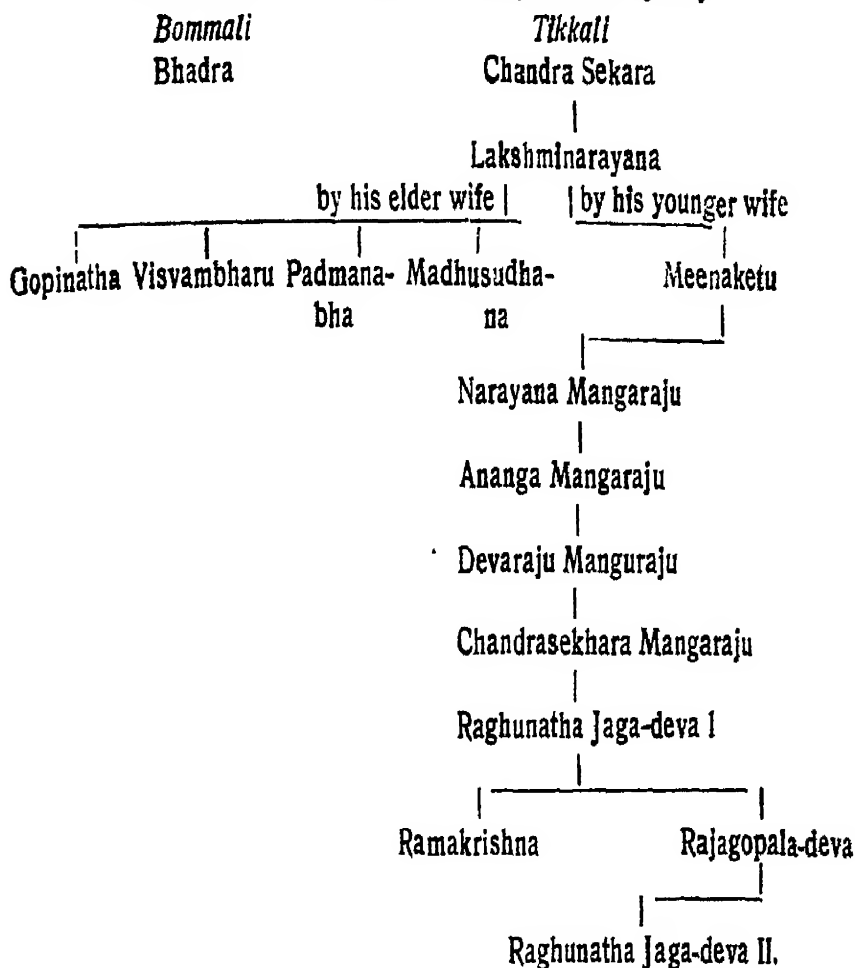 Bommali Tikkali
Bhadra Chandra Sekara
Lakshminarayana
by his elder wife by his younger wife
Gopinatha Visvambharu Padmana- Madhusudha- Meenaketu
bha na
Narayana Mangaraju
Ananga Mangaraju
Devaraju Manguraju
Chandrasekhara Mangaraju
Raghunatha Jaga-deva I
Ramakrishna Rajagopala-deva
Raghunatha Jaga-deva II.